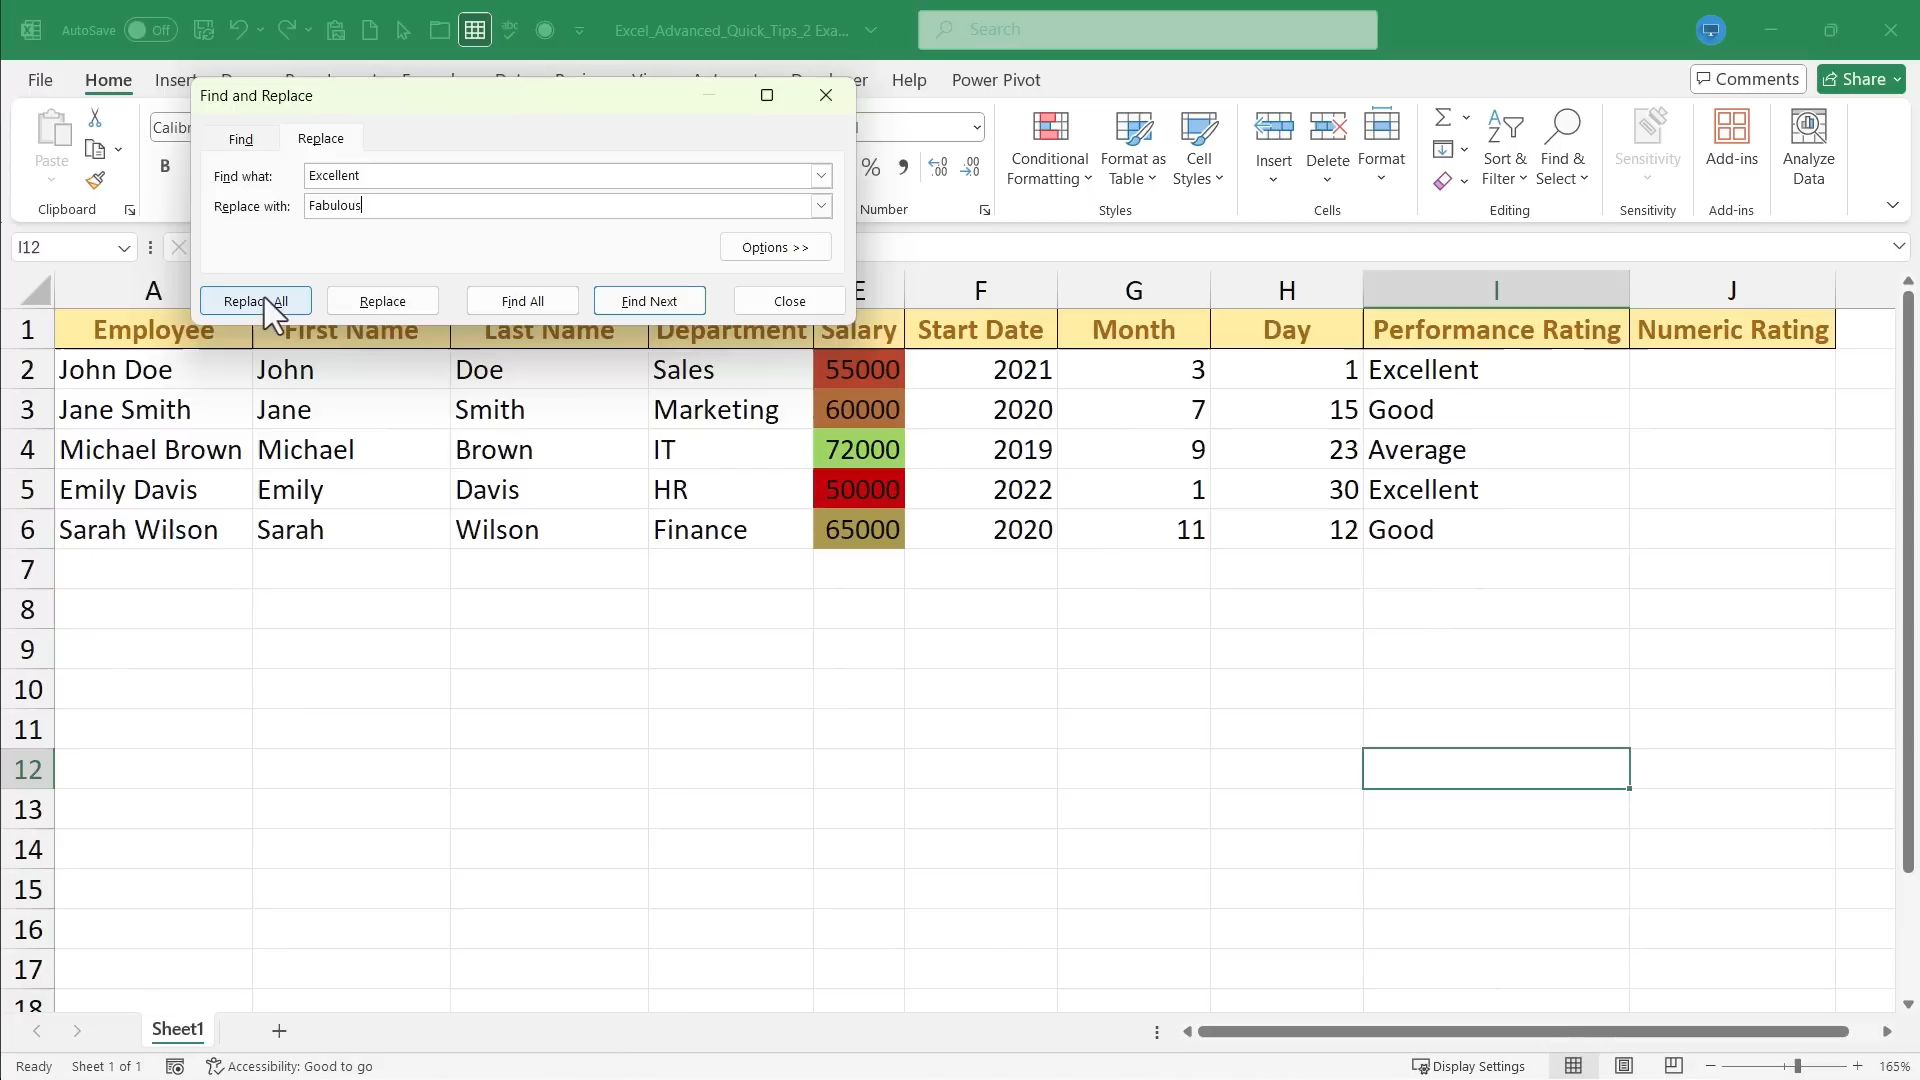 AutoSave Off Excel_Advanced_Quick_Tips_2 Exa... Search
File Home Insert Help Power Pivot Comments Share
Find and Replace
Find Replace
Find what: Excellent
Replace with: Fabulous
Options >>
Replace All Replace Find All Find Next Close
Paste
Clipboard
Calibr
B
% , .00
Number
Conditional Formatting
Format as Table
Cell Styles
Styles
Insert Delete Format
Cells
Sort & Filter
Find & Select
Editing
Sensitivity
Sensitivity
Add-ins
Add-ins
Analyze Data
I12
A E F G H I J
1 Employee First Name Last Name Department Salary Start Date Month Day Performance Rating Numeric Rating
2 John Doe John Doe Sales 55000 2021 3 1 Excellent
3 Jane Smith Jane Smith Marketing 60000 2020 7 15 Good
4 Michael Brown Michael Brown IT 72000 2019 9 23 Average
5 Emily Davis Emily Davis HR 50000 2022 1 30 Excellent
6 Sarah Wilson Sarah Wilson Finance 65000 2020 11 12 Good
7
8
9
10
11
12
13
14
15
16
17
18
Sheet1
Ready Sheet 1 of 1 Accessibility: Good to go Display Settings 165%